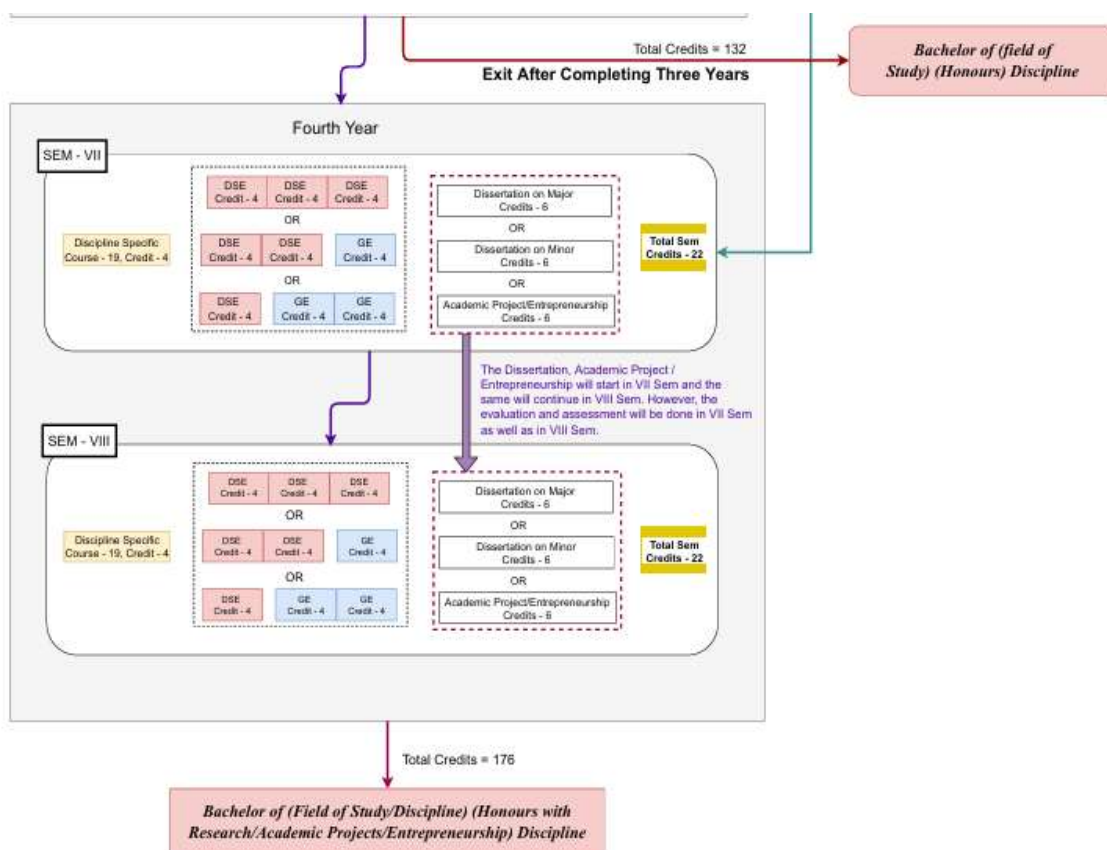 Total Credits = 132
Exit After Completing Three Years
Bachelor of (field of
Study) (Honours) Discipline
Fourth Year
SEM - VII
Discipline Specific
Course - 19, Credit - 4
DSE
Credit - 4
DSE
Credit - 4
DSE
Credit - 4
OR
DSE
Credit - 4
DSE
Credit - 4
GE
Credit - 4
OR
DSE
Credit - 4
GE
Credit - 4
GE
Credit - 4
Dissertation on Major
Credits - 6
OR
Dissertation on Minor
Credits - 6
OR
Academic Project/Entrepreneurship
Credits - 6
Total Sem
Credits - 22
The Dissertation, Academic Project /
Entrepreneurship will start in VII Sem and the
same will continue in VIII Sem. However, the
evaluation and assessment will be done in VII Sem
as well as in VIII Sem.
SEM - VIII
Discipline Specific
Course - 19, Credit - 4
DSE
Credit - 4
DSE
Credit - 4
DSE
Credit - 4
OR
DSE
Credit - 4
DSE
Credit - 4
GE
Credit - 4
OR
DSE
Credit - 4
GE
Credit - 4
GE
Credit - 4
Dissertation on Major
Credits - 6
OR
Dissertation on Minor
Credits - 6
OR
Academic Project/Entrepreneurship
Credits - 6
Total Sem
Credits - 22
Total Credits = 176
Bachelor of (Field of Study/Discipline) (Honours with
Research/Academic Projects/Entrepreneurship) Discipline